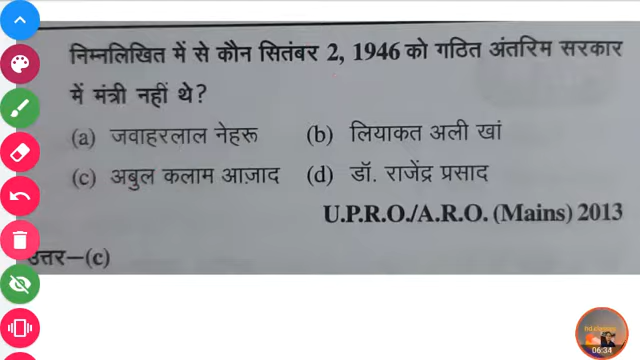 निम्नलिखित में से कौन सितंबर 2, 1946 को गठित अंतरिम सरकार
में मंत्री नहीं थे?
(a) जवाहरलाल नेहरू (b) लियाकत अली खां
(c) अबुल कलाम आज़ाद (d) डॉ. राजेंद्र प्रसाद
U.P.R.O./A.R.O. (Mains) 2013
उत्तर–(c)
06:34